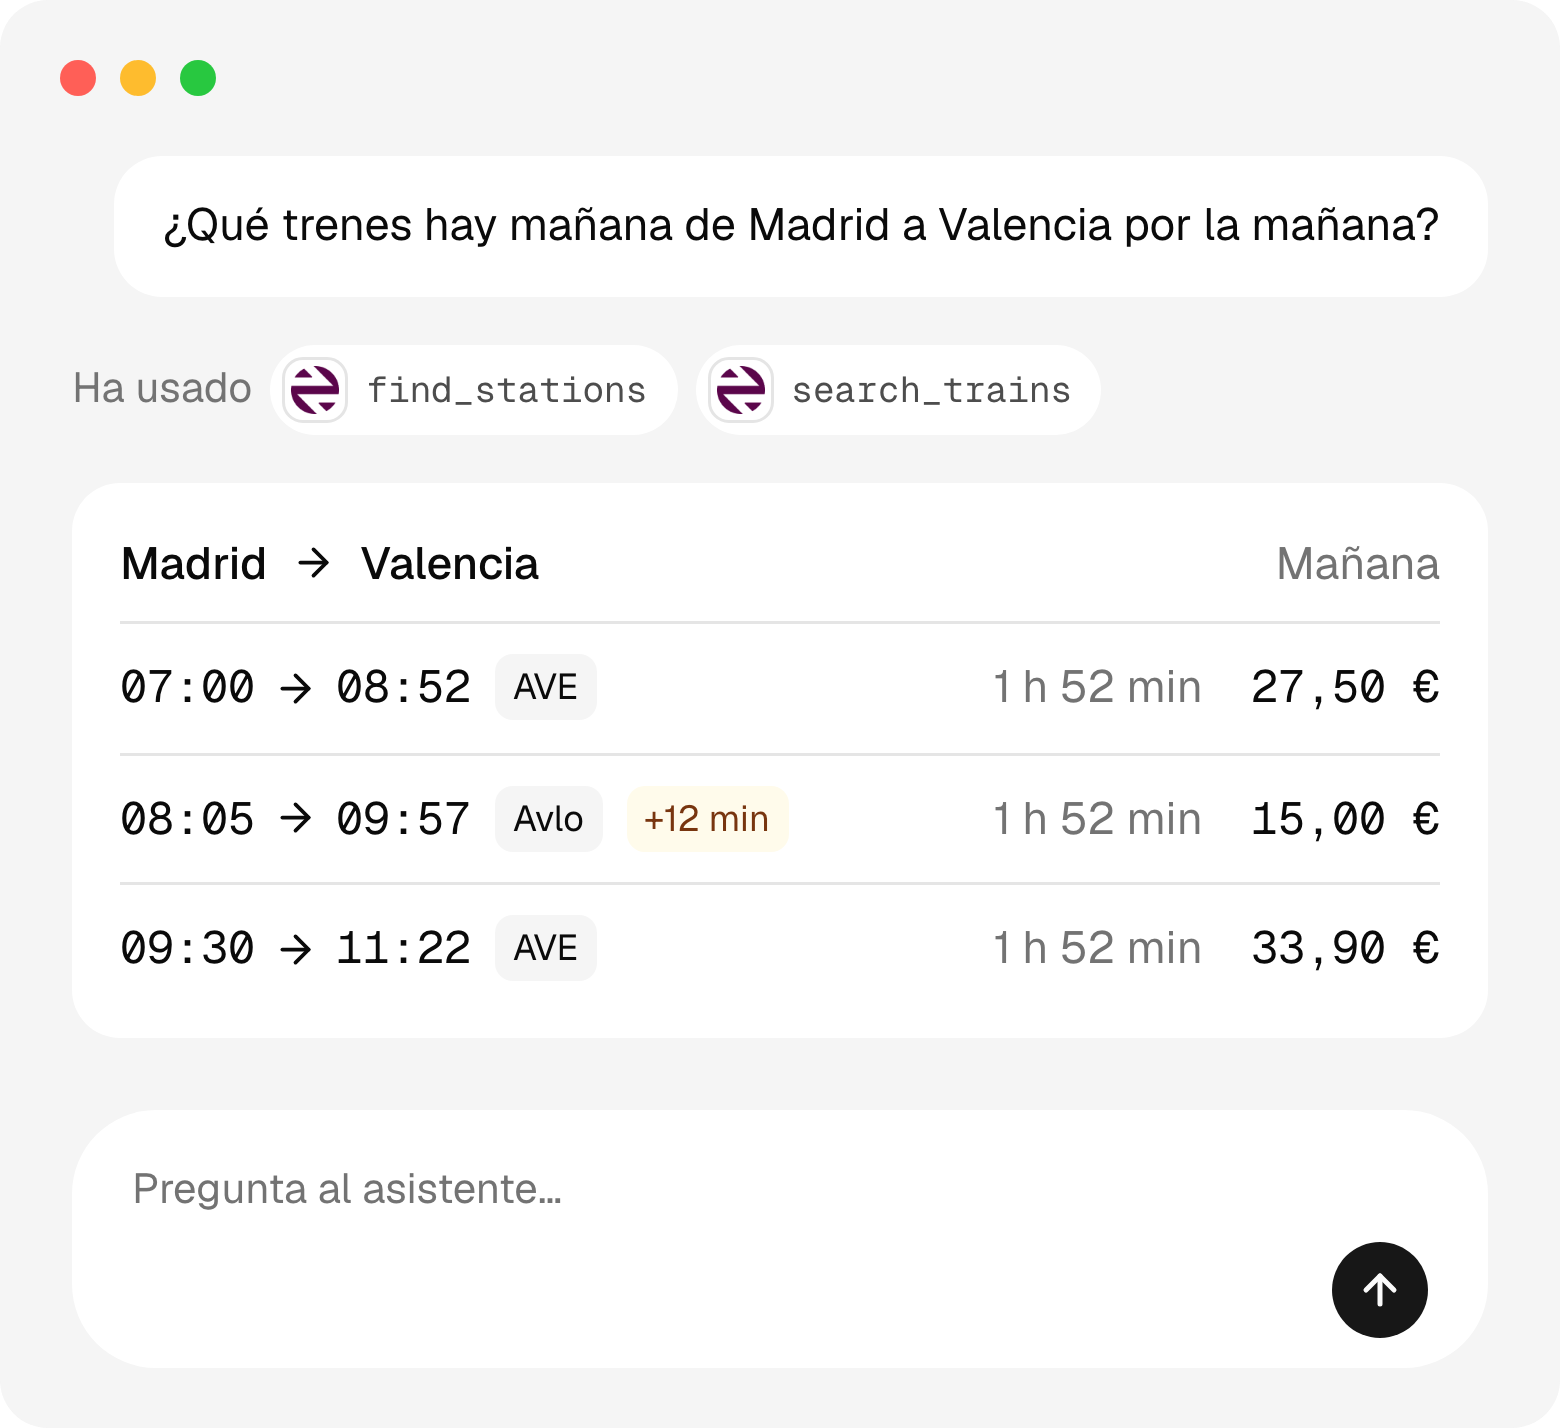 ¿Qué trenes hay mañana de Madrid a Valencia por la mañana?
Ha usado find_stations search_trains
Madrid → Valencia Mañana
07:00 → 08:52 AVE 1 h 52 min 27,50 €
08:05 → 09:57 Avlo +12 min 1 h 52 min 15,00 €
09:30 → 11:22 AVE 1 h 52 min 33,90 €
Pregunta al asistente…